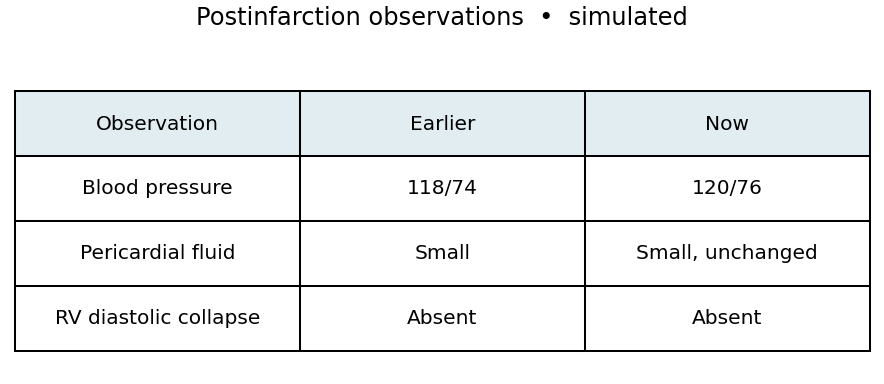 Postinfarction observations • simulated
Observation Earlier Now
Blood pressure 118/74 120/76
Pericardial fluid Small Small, unchanged
RV diastolic collapse Absent Absent